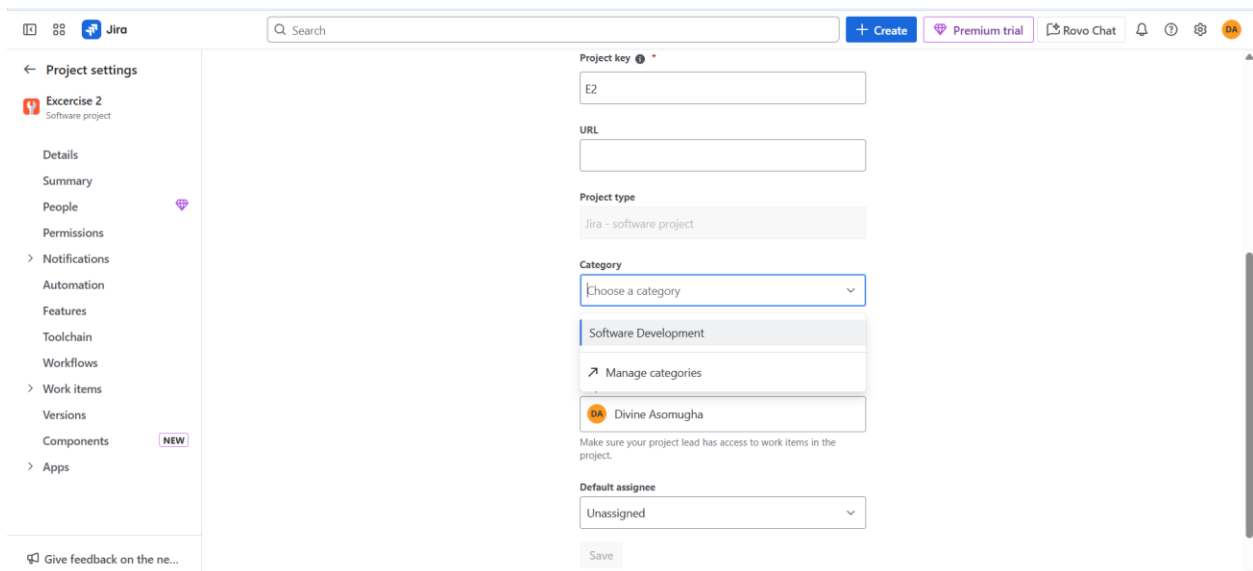 Jira
Search
+ Create
Premium trial
Rovo Chat
DA
Project settings
Excercise 2
Software project
Details
Summary
People
Permissions
Notifications
Automation
Features
Toolchain
Workflows
Work items
Versions
Components NEW
Apps
Give feedback on the ne...
Project key *
E2
URL
Project type
Jira - software project
Category
Choose a category
Software Development
Manage categories
DA Divine Asomugha
Make sure your project lead has access to work items in the
project.
Default assignee
Unassigned
Save